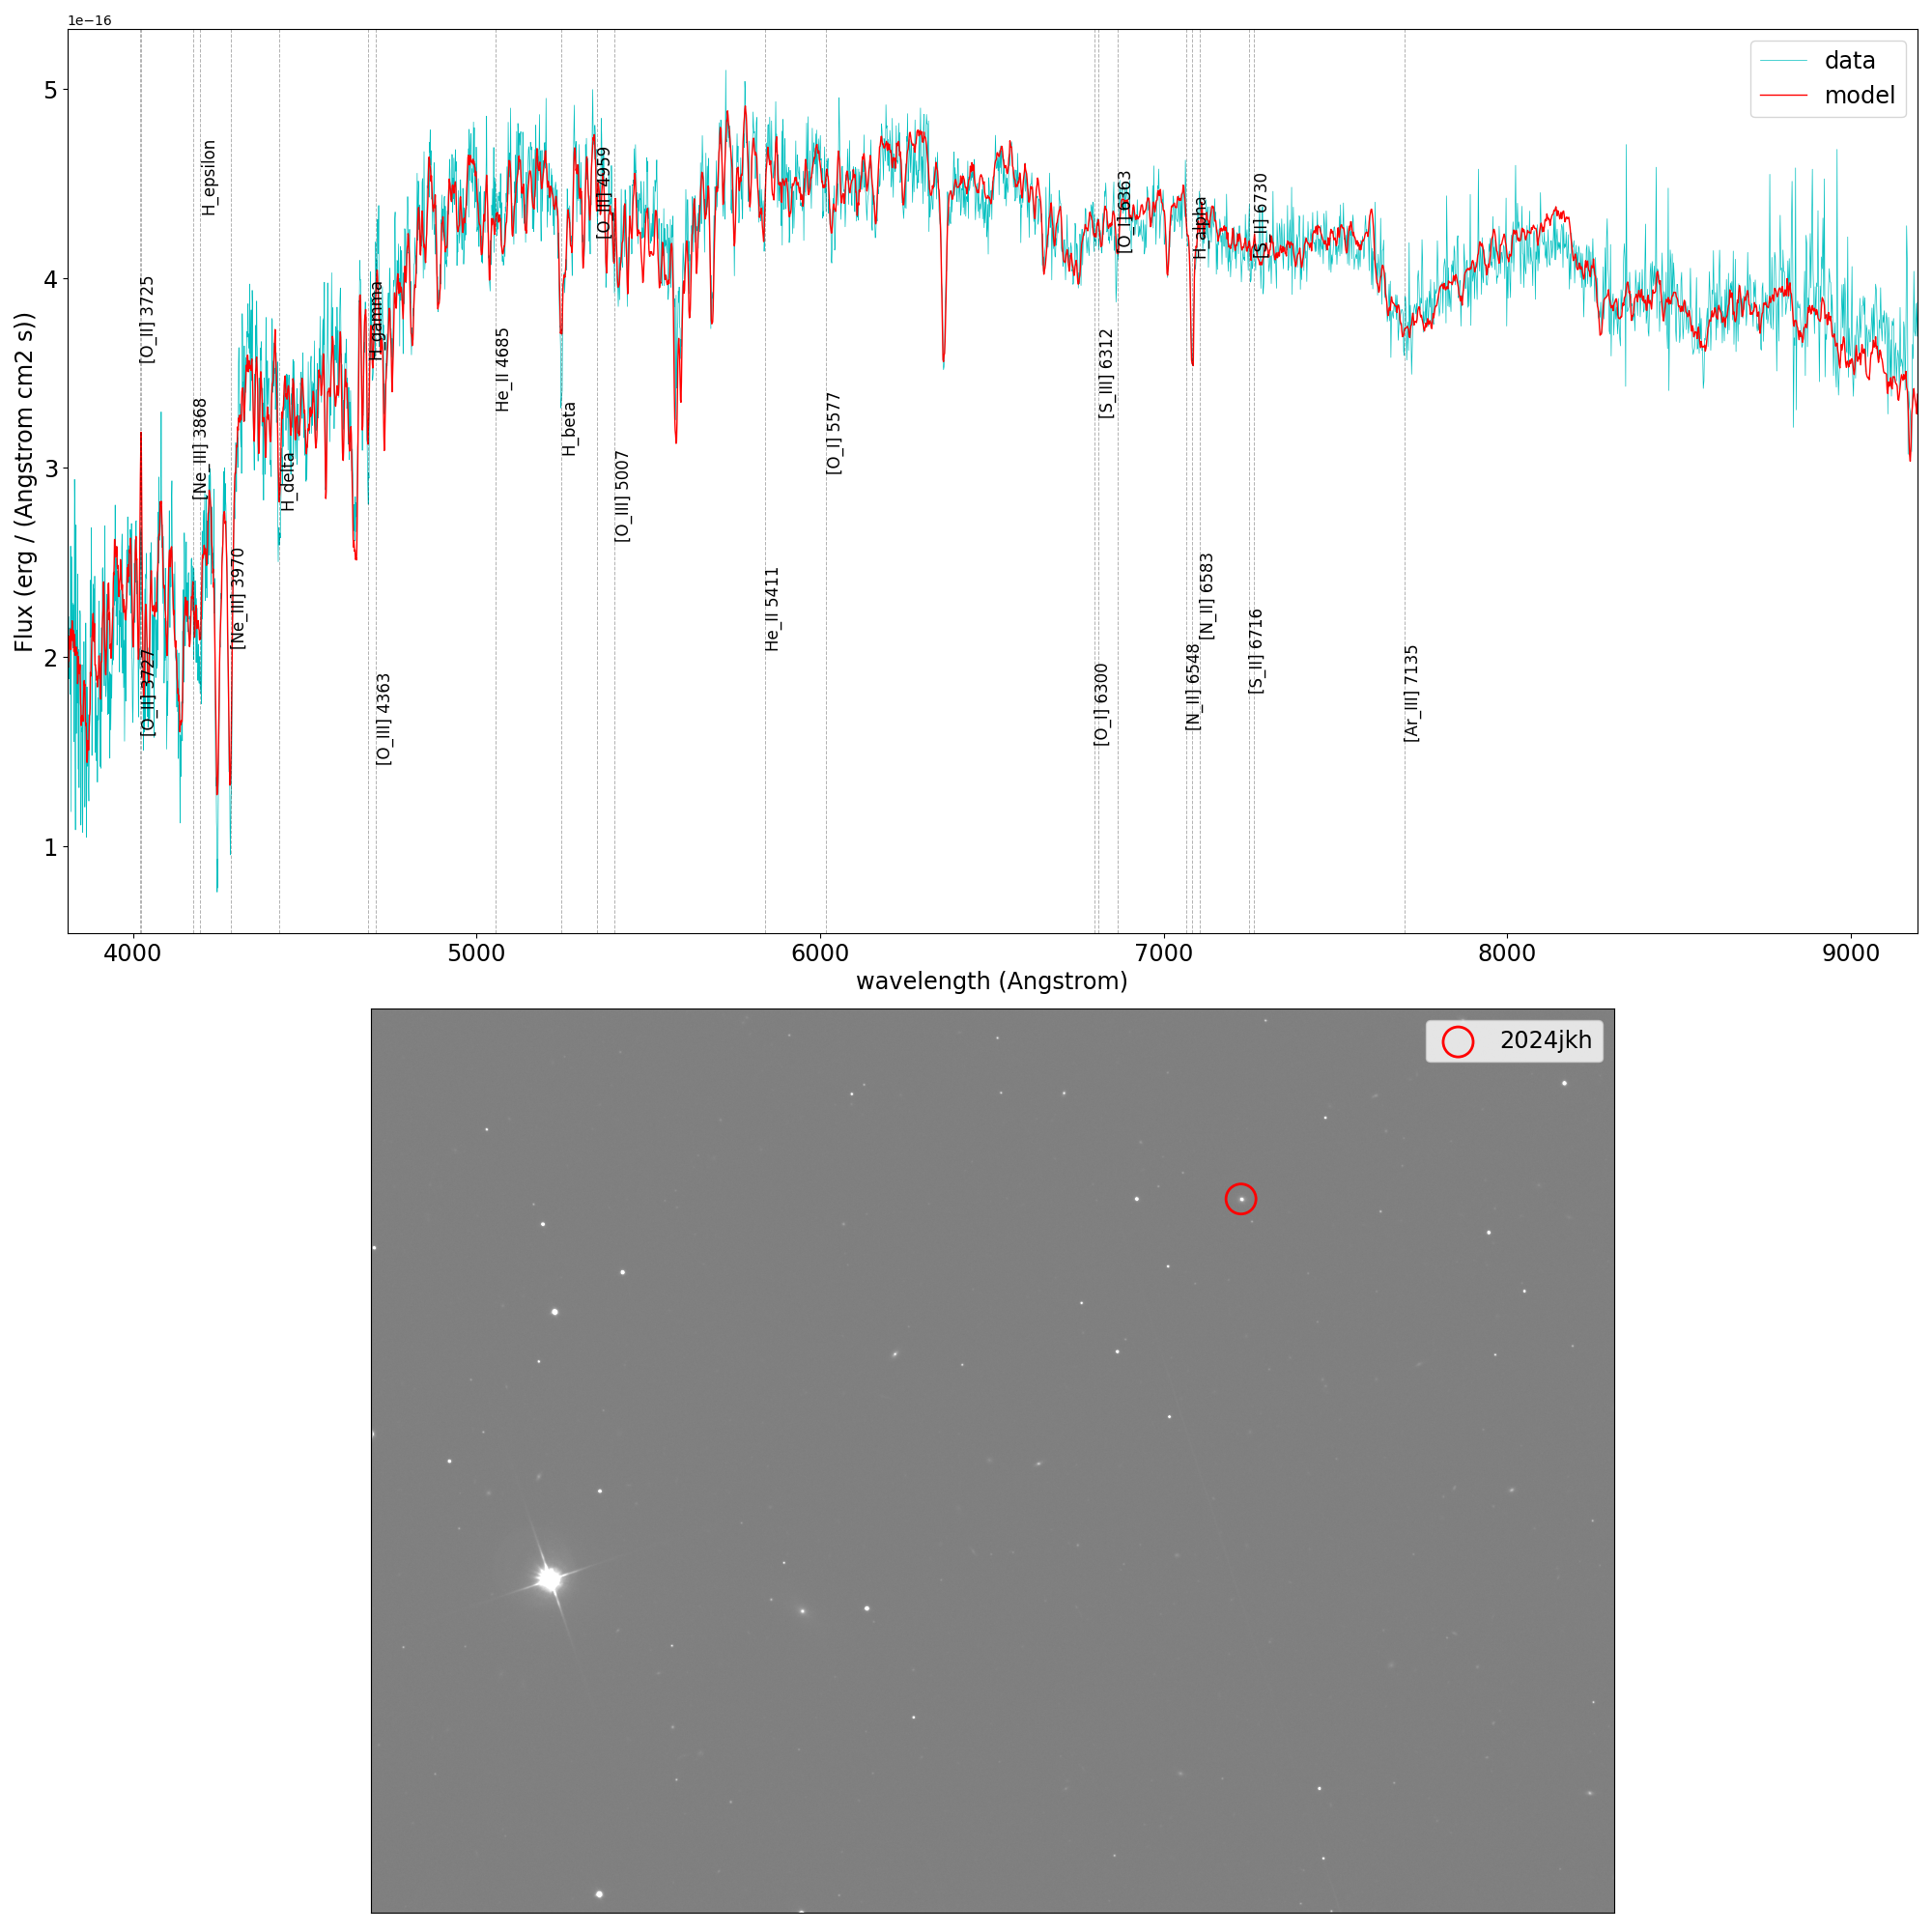 1e−16
data
model
Flux (erg / (Angstrom cm2 s))
5
4
3
2
1
[O_II] 3725
[O_II] 3727
[Ne_III] 3868
H_epsilon
[Ne_III] 3970
H_delta
H_gamma
[O_III] 4363
He_II 4685
H_beta
[O_III] 4959
[O_III] 5007
He_II 5411
[O_I] 5577
[O_I] 6300
[S_III] 6312
[O_I] 6363
[N_II] 6548
H_alpha
[N_II] 6583
[S_II] 6716
[S_II] 6730
[Ar_III] 7135
4000 5000 6000 7000 8000 9000
wavelength (Angstrom)
2024jkh